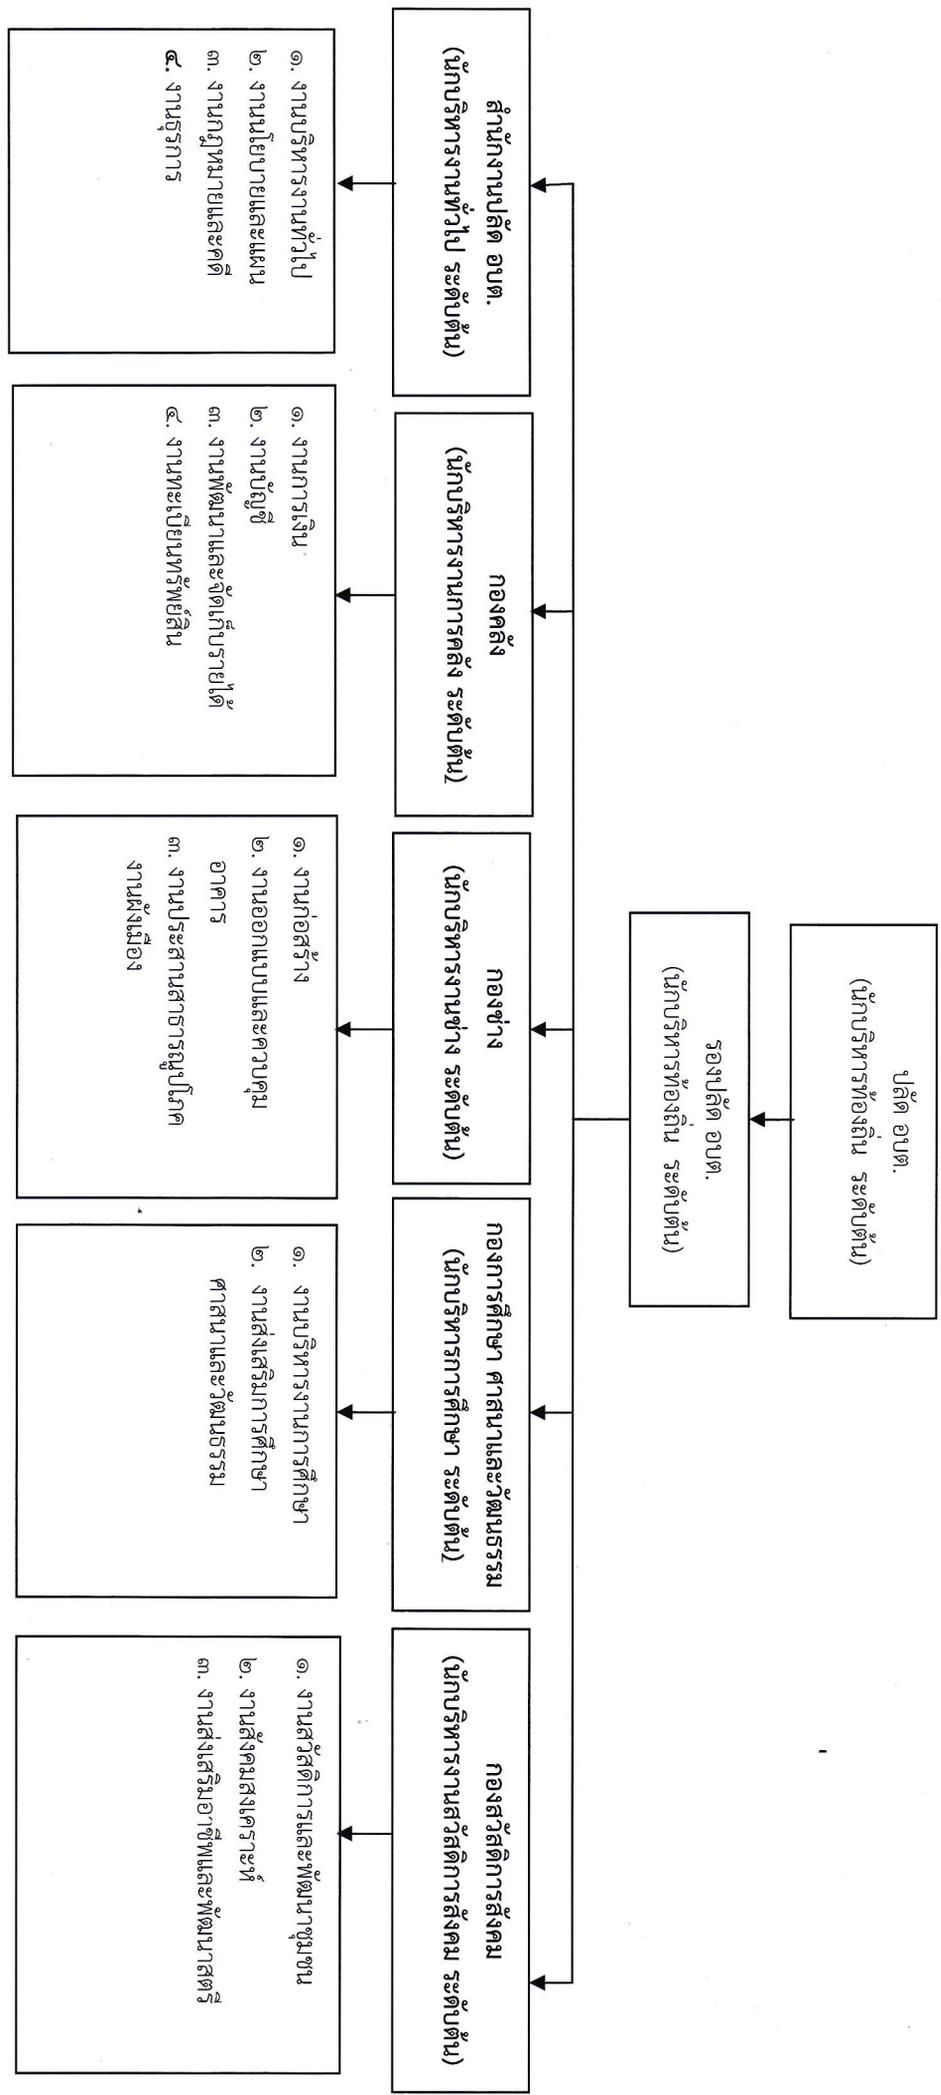 ปลัด อบต.
(นักบริหารท้องถิ่น ระดับต้น)
รองปลัด อบต.
(นักบริหารท้องถิ่น ระดับต้น)
สำนักงานปลัด อบต.
(นักบริหารงานทั่วไป ระดับต้น)
กองคลัง
(นักบริหารงานการคลัง ระดับต้น)
กองช่าง
(นักบริหารงานช่าง ระดับต้น)
กองการศึกษา ศาสนาและวัฒนธรรม
(นักบริหารการศึกษา ระดับต้น)
กองสวัสดิการสังคม
(นักบริหารงานสวัสดิการสังคม ระดับต้น)
๑. งานบริหารงานทั่วไป
๒. งานนโยบายและแผน
๓. งานกฎหมายและคดี
๔. งานธุรการ
๑. งานการเงิน
๒. งานบัญชี
๓. งานพัฒนาและจัดเก็บรายได้
๔. งานทะเบียนทรัพย์สิน
๑. งานก่อสร้าง
๒. งานออกแบบและควบคุม
อาคาร
๓. งานประสานสาธารณูปโภค
งานผังเมือง
๑. งานบริหารงานการศึกษา
๒. งานส่งเสริมการศึกษา
ศาสนาและวัฒนธรรม
๑. งานสวัสดิการและพัฒนาชุมชน
๒. งานสังคมสงเคราะห์
๓. งานส่งเสริมอาชีพและพัฒนาสตรี